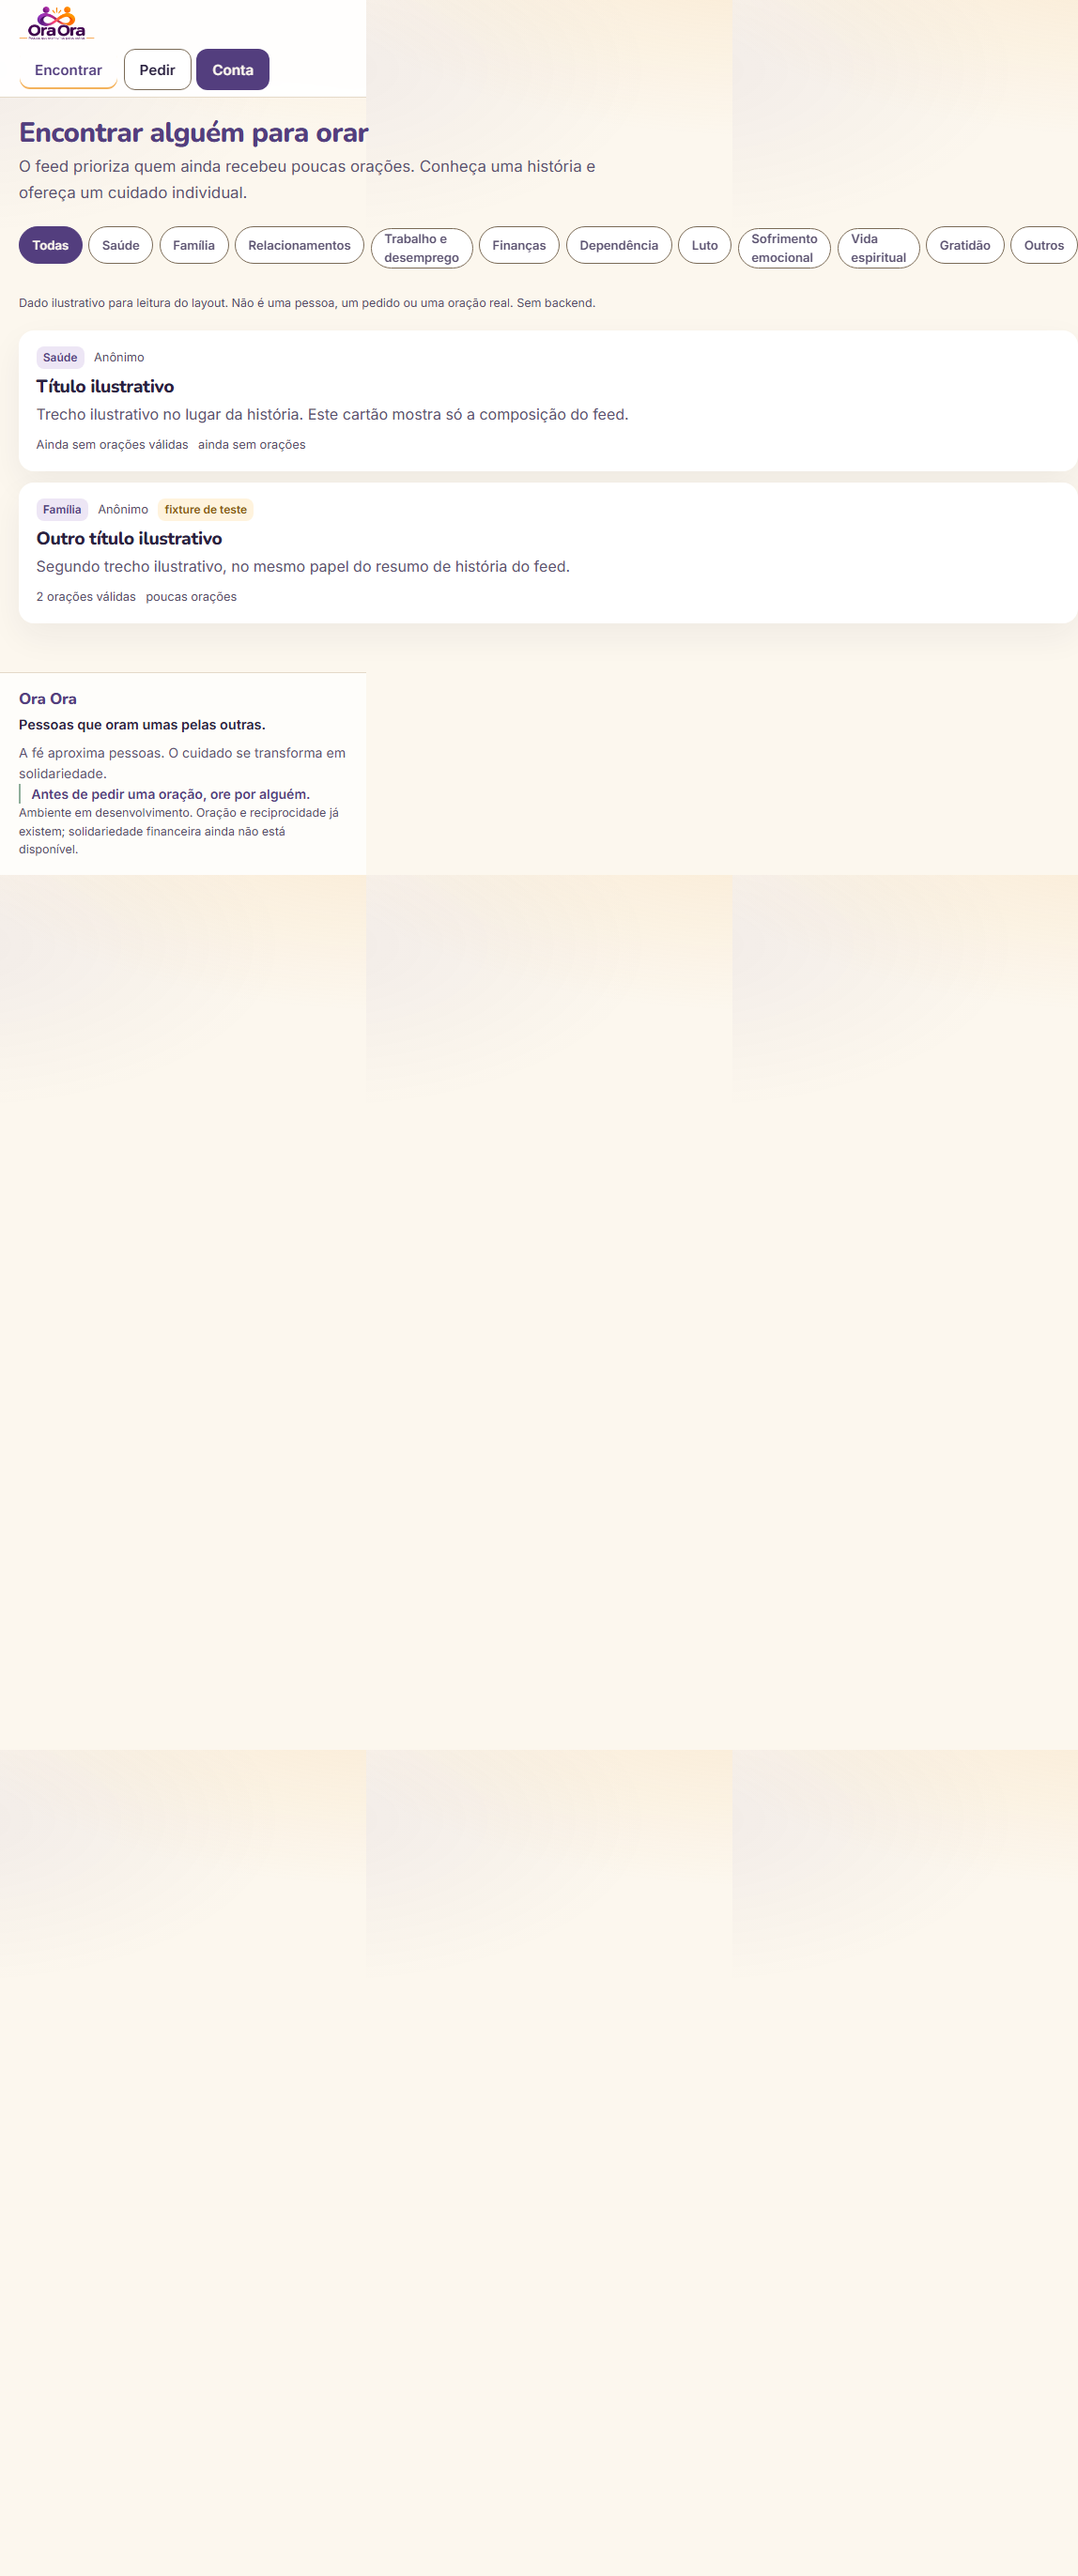 Ora Ora
Encontrar
Pedir
Conta
Encontrar alguém para orar
O feed prioriza quem ainda recebeu poucas orações. Conheça uma história e
ofereça um cuidado individual.
Todas
Saúde
Família
Relacionamentos
Trabalho e
desemprego
Finanças
Dependência
Luto
Sofrimento
emocional
Vida
espiritual
Gratidão
Outros
Dado ilustrativo para leitura do layout. Não é uma pessoa, um pedido ou uma oração real. Sem backend.
Saúde Anônimo
Título ilustrativo
Trecho ilustrativo no lugar da história. Este cartão mostra só a composição do feed.
Ainda sem orações válidas ainda sem orações
Família Anônimo fixture de teste
Outro título ilustrativo
Segundo trecho ilustrativo, no mesmo papel do resumo de história do feed.
2 orações válidas poucas orações
Ora Ora
Pessoas que oram umas pelas outras.
A fé aproxima pessoas. O cuidado se transforma em
solidariedade.
Antes de pedir uma oração, ore por alguém.
Ambiente em desenvolvimento. Oração e reciprocidade já
existem; solidariedade financeira ainda não está
disponível.